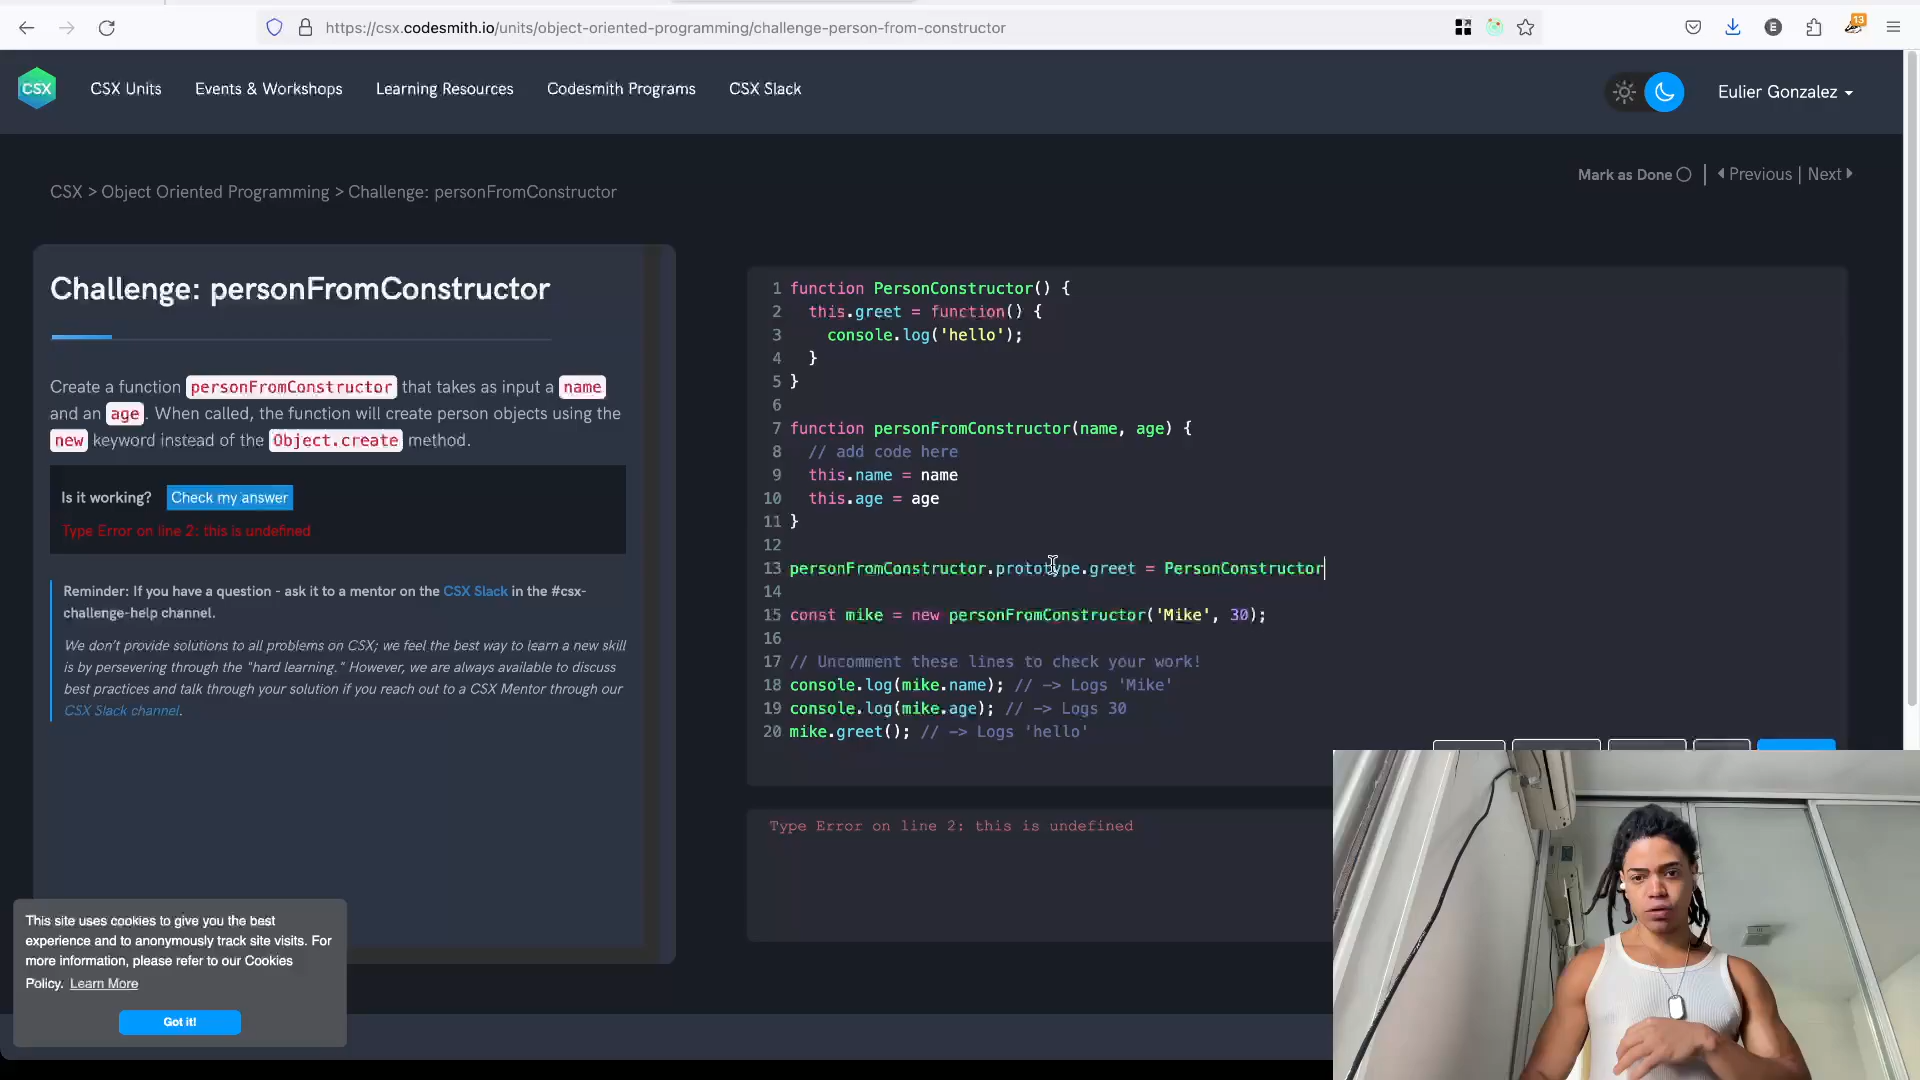 https://csx.codesmith.io/units/object-oriented-programming/challenge-person-from-constructor
E
13
CSX
CSX Units
Events & Workshops
Learning Resources
Codesmith Programs
CSX Slack
Eulier Gonzalez
CSX > Object Oriented Programming > Challenge: personFromConstructor
Mark as Done
Previous | Next
Challenge: personFromConstructor
Create a function personFromConstructor that takes as input a name
and an age. When called, the function will create person objects using the
new keyword instead of the Object.create method.
Is it working? Check my answer
Type Error on line 2: this is undefined
Reminder: If you have a question - ask it to a mentor on the CSX Slack in the #csx-
challenge-help channel.
We don't provide solutions to all problems on CSX; we feel the best way to learn a new skill
is by persevering through the "hard learning." However, we are always available to discuss
best practices and talk through your solution if you reach out to a CSX Mentor through our
CSX Slack channel.
1 function PersonConstructor() {
2 this.greet = function() {
3 console.log('hello');
4 }
5 }
6
7 function personFromConstructor(name, age) {
8 // add code here
9 this.name = name
10 this.age = age
11 }
12
13 personFromConstructor.prototype.greet = PersonConstructor
14
15 const mike = new personFromConstructor('Mike', 30);
16
17 // Uncomment these lines to check your work!
18 console.log(mike.name); // -> Logs 'Mike'
19 console.log(mike.age); // -> Logs 30
20 mike.greet(); // -> Logs 'hello'
Type Error on line 2: this is undefined
This site uses cookies to give you the best
experience and to anonymously track site visits. For
more information, please refer to our Cookies
Policy. Learn More
Got it!